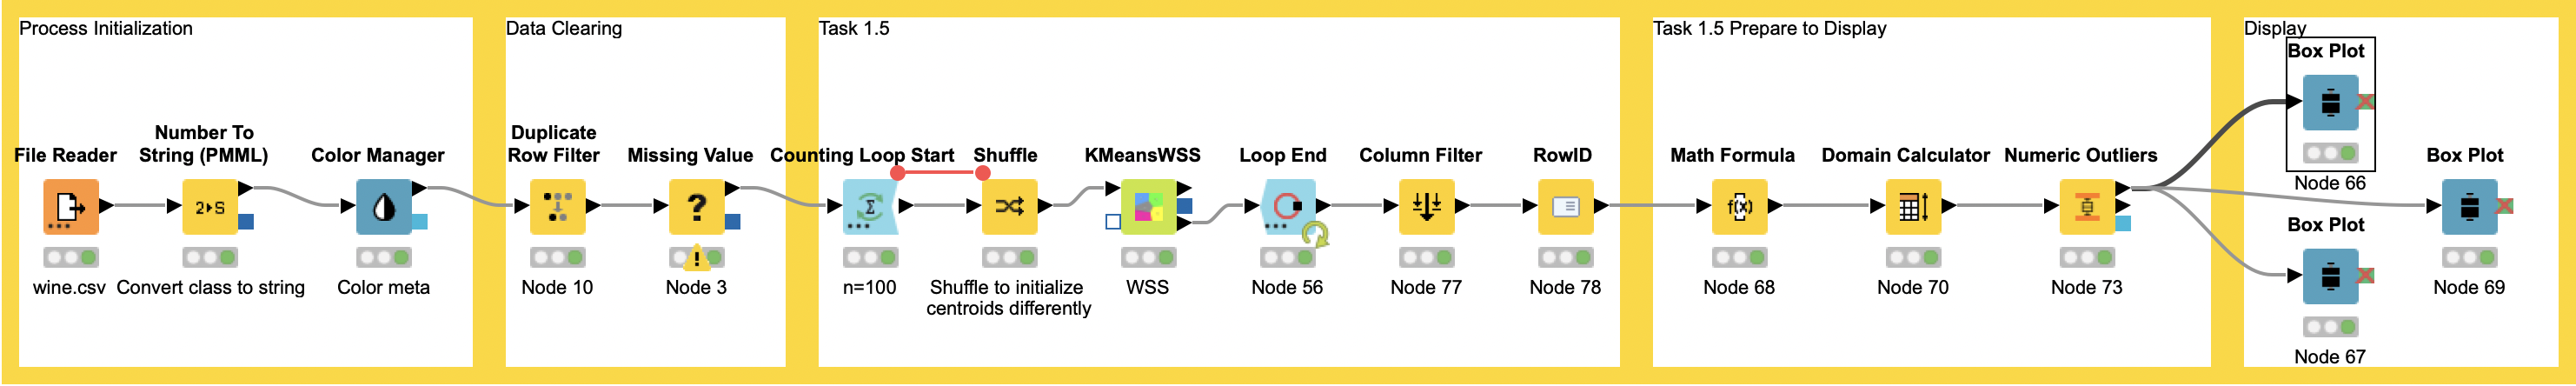 Process Initialization
Data Clearing
Task 1.5
Task 1.5 Prepare to Display
Display
File Reader
wine.csv
Number To
String (PMML)
2▸S
Convert class to string
Color Manager
Color meta
Duplicate
Row Filter
Node 10
Missing Value
?
!
Node 3
Counting Loop Start
Σ
n=100
Shuffle
Shuffle to initialize
centroids differently
KMeansWSS
WSS
Loop End
Node 56
Column Filter
Node 77
RowID
Node 78
Math Formula
f(x)
Node 68
Domain Calculator
Node 70
Numeric Outliers
Node 73
Box Plot
Node 66
Box Plot
Node 67
Box Plot
Node 69